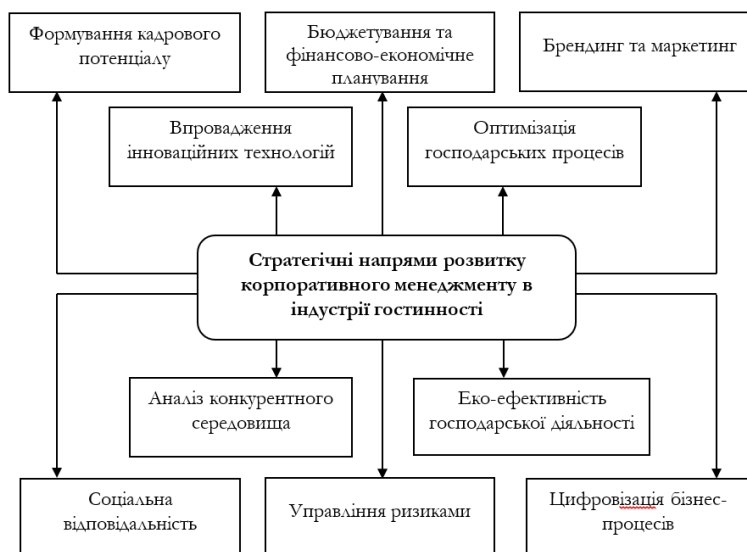 Формування кадрового
потенціалу
Бюджетування та
фінансово-економічне
планування
Брендинг та маркетинг
Впровадження
інноваційних технологій
Оптимізація
господарських процесів
Стратегічні напрями розвитку
корпоративного менеджменту в
індустрії гостинності
Аналіз конкурентного
середовища
Еко-ефективність
господарської діяльності
Соціальна
відповідальність
Управління ризиками
Цифровізація бізнес-
процесів